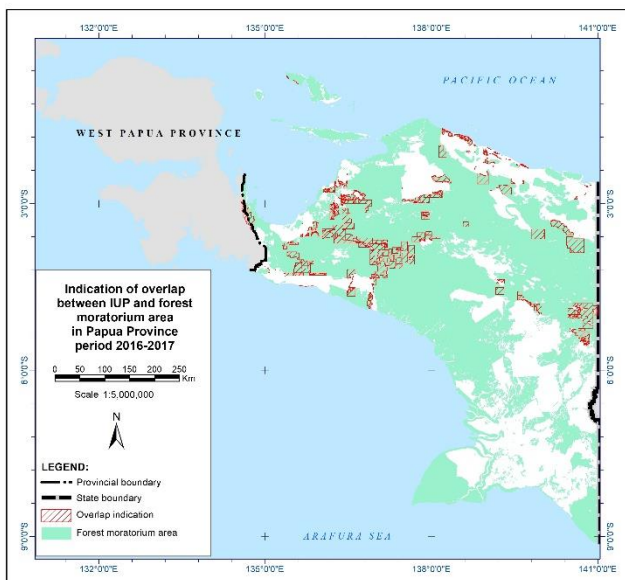 132°0'0"E 135°0'0"E 138°0'0"E 141°0'0"E
PACIFIC OCEAN
WEST PAPUA PROVINCE
3°0'0"S 3°0'0"S
Indication of overlap
between IUP and forest
moratorium area
in Papua Province
period 2016-2017
0 50 100 150 200 250
Km
Scale 1:5,000,000
N
LEGEND:
Provincial boundary
State boundary
Overlap indication
Forest moratorium area
6°0'0"S 6°0'0"S
9°0'0"S 9°0'0"S
ARAFURA SEA
132°0'0"E 135°0'0"E 138°0'0"E 141°0'0"E